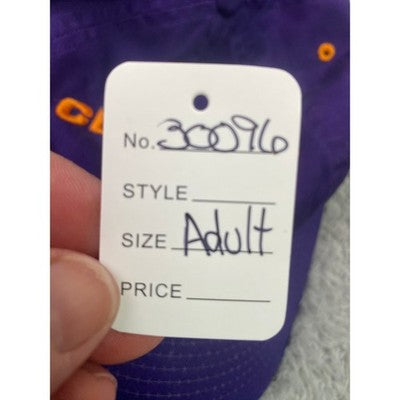 No. 30096
STYLE
SIZE Adult
PRICE